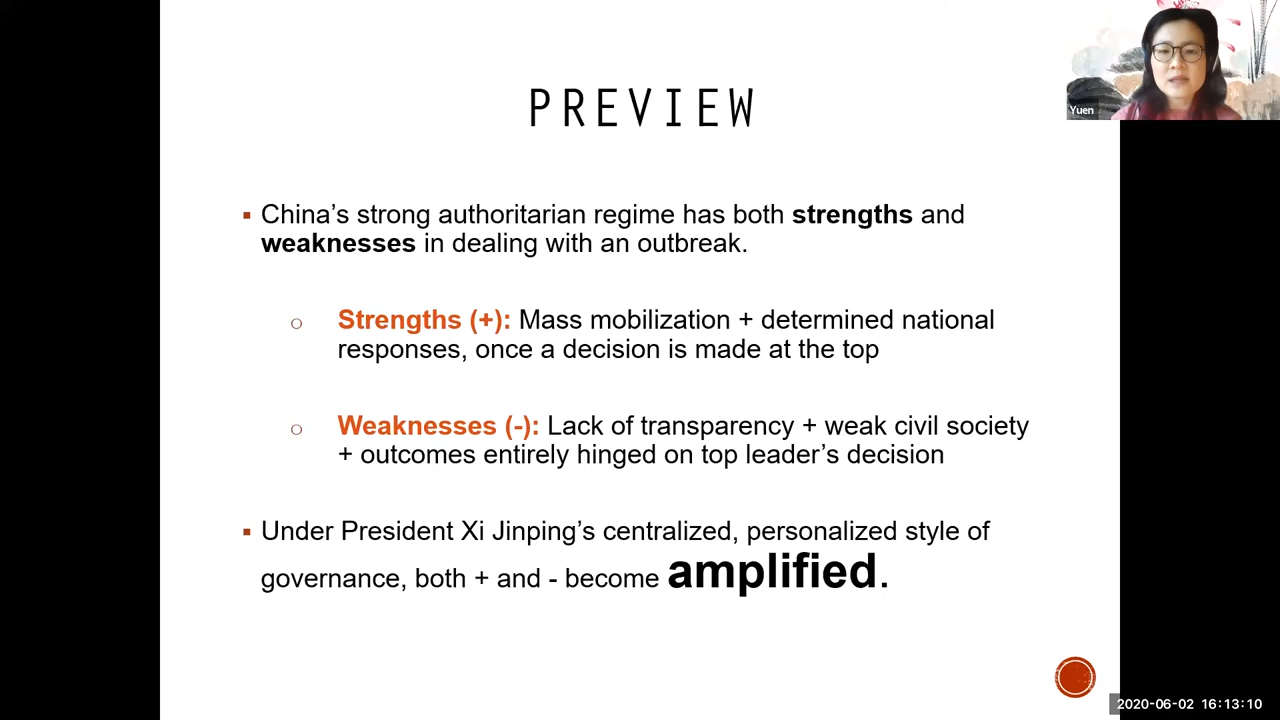 PREVIEW
Yuen
▪ China’s strong authoritarian regime has both strengths and
weaknesses in dealing with an outbreak.
o Strengths (+): Mass mobilization + determined national
responses, once a decision is made at the top
o Weaknesses (-): Lack of transparency + weak civil society
+ outcomes entirely hinged on top leader’s decision
▪ Under President Xi Jinping’s centralized, personalized style of
governance, both + and - become amplified.
2020-06-02 16:13:10